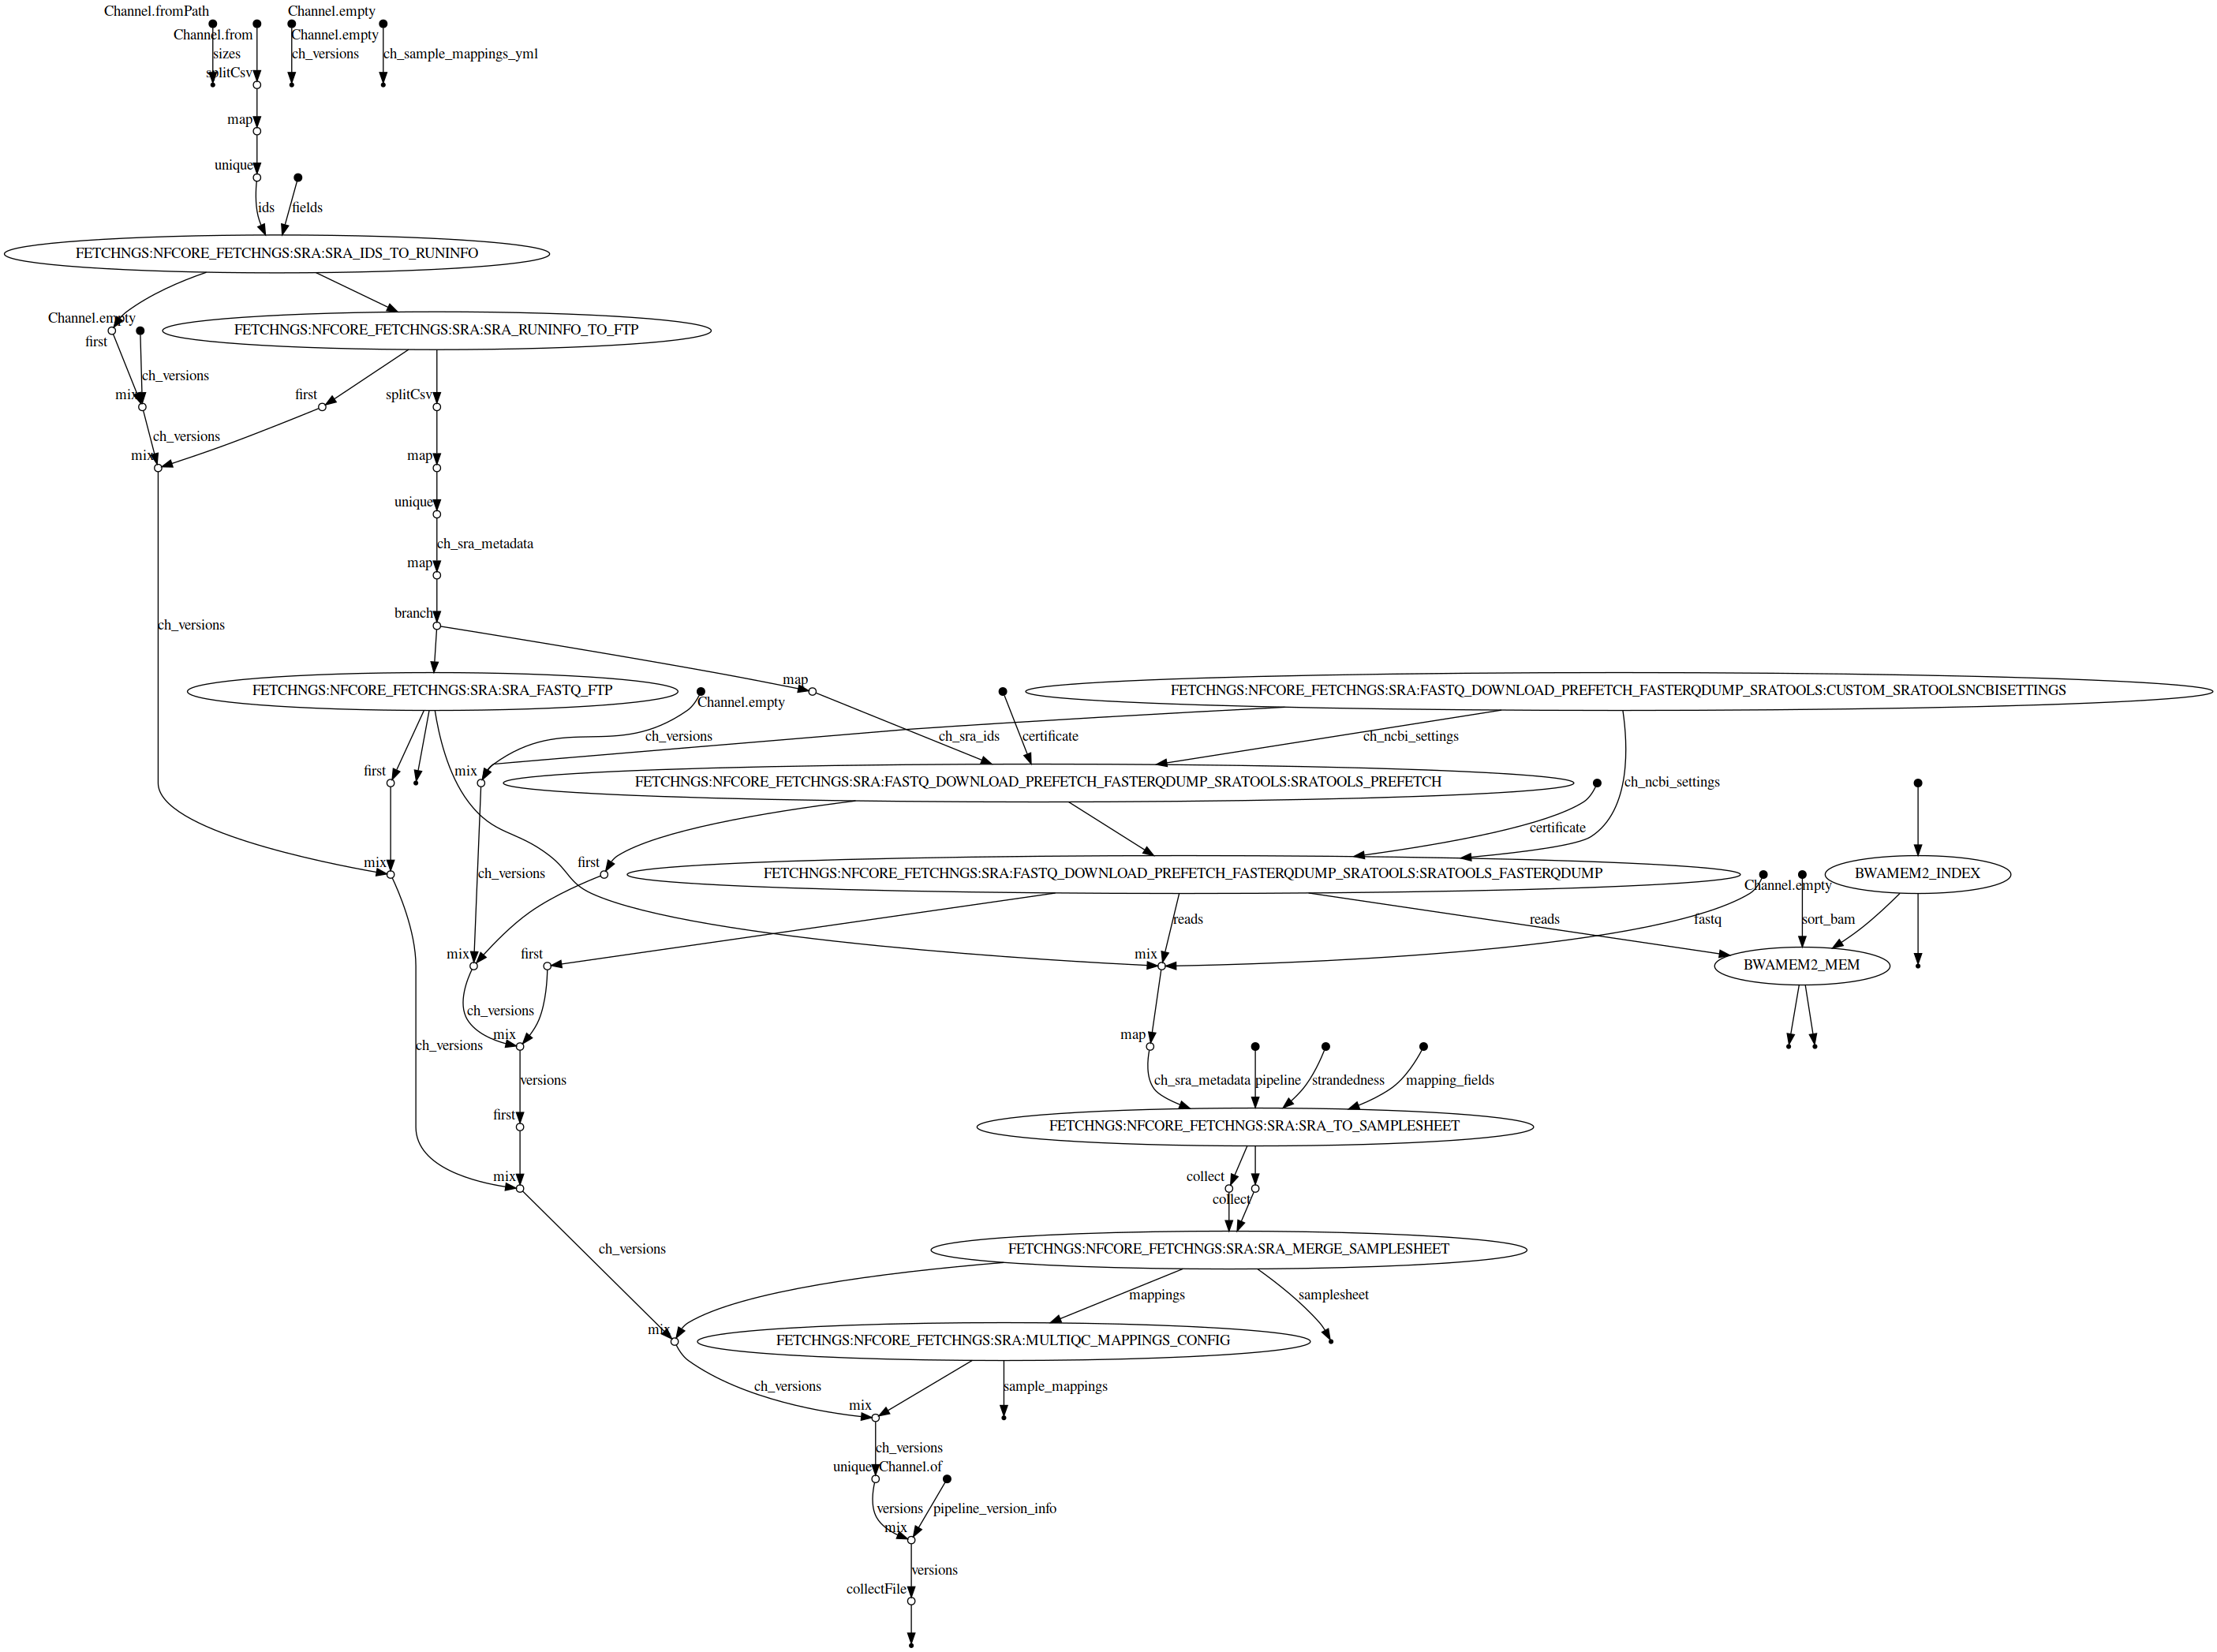 Channel.fromPath
Channel.empty
Channel.from
Channel.empty
sizes
ch_versions
ch_sample_mappings_yml
splitCsv
map
unique
ids
fields
FETCHNGS:NFCORE_FETCHNGS:SRA:SRA_IDS_TO_RUNINFO
Channel.empty
FETCHNGS:NFCORE_FETCHNGS:SRA:SRA_RUNINFO_TO_FTP
first
ch_versions
mix
first
splitCsv
ch_versions
mix
map
unique
ch_sra_metadata
map
branch
ch_versions
map
FETCHNGS:NFCORE_FETCHNGS:SRA:SRA_FASTQ_FTP
FETCHNGS:NFCORE_FETCHNGS:SRA:FASTQ_DOWNLOAD_PREFETCH_FASTERQDUMP_SRATOOLS:CUSTOM_SRATOOLSNCBISETTINGS
Channel.empty
ch_versions
ch_sra_ids
certificate
ch_ncbi_settings
first
mix
FETCHNGS:NFCORE_FETCHNGS:SRA:FASTQ_DOWNLOAD_PREFETCH_FASTERQDUMP_SRATOOLS:SRATOOLS_PREFETCH
ch_ncbi_settings
certificate
mix
first
ch_versions
FETCHNGS:NFCORE_FETCHNGS:SRA:FASTQ_DOWNLOAD_PREFETCH_FASTERQDUMP_SRATOOLS:SRATOOLS_FASTERQDUMP
BWAMEM2_INDEX
Channel.empty
reads
reads
fastq
sort_bam
mix
first
mix
BWAMEM2_MEM
ch_versions
mix
map
ch_versions
versions
ch_sra_metadata
pipeline
strandedness
mapping_fields
first
FETCHNGS:NFCORE_FETCHNGS:SRA:SRA_TO_SAMPLESHEET
mix
collect
collect
ch_versions
FETCHNGS:NFCORE_FETCHNGS:SRA:SRA_MERGE_SAMPLESHEET
mappings
samplesheet
mix
FETCHNGS:NFCORE_FETCHNGS:SRA:MULTIQC_MAPPINGS_CONFIG
ch_versions
sample_mappings
mix
ch_versions
unique
Channel.of
versions
pipeline_version_info
mix
versions
collectFile